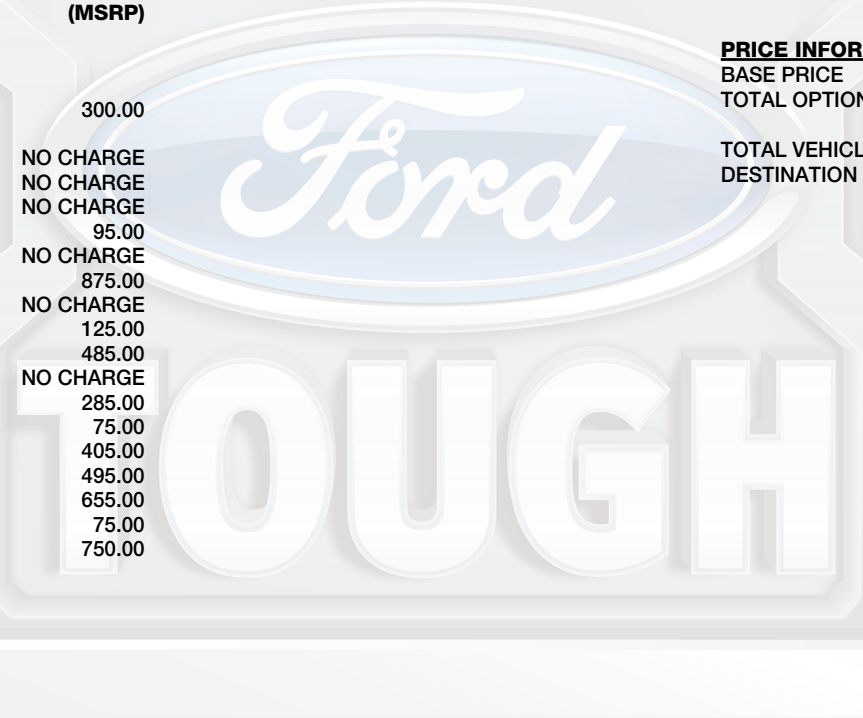 (MSRP)
300.00
NO CHARGE
NO CHARGE
NO CHARGE
95.00
NO CHARGE
875.00
NO CHARGE
125.00
485.00
NO CHARGE
285.00
75.00
405.00
495.00
655.00
75.00
750.00
PRICE INFOR
BASE PRICE
TOTAL OPTION
TOTAL VEHICL
DESTINATION
Ford
TOUGH